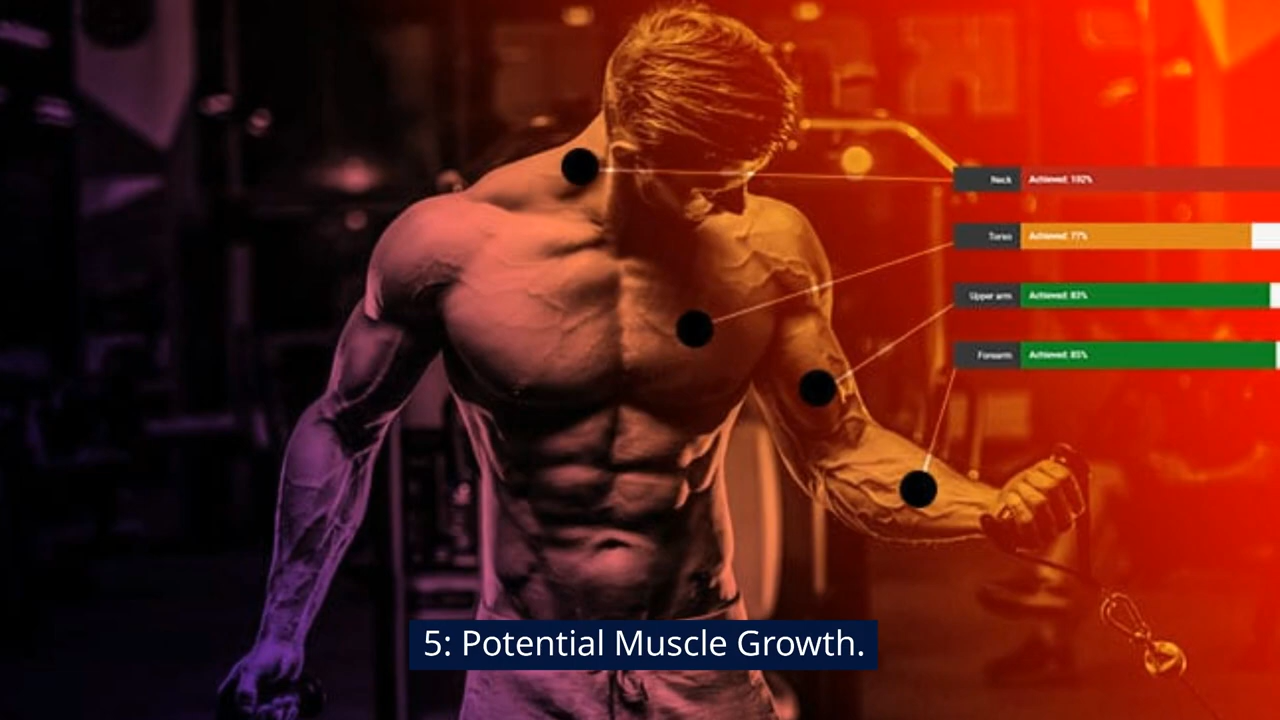 Neck Achieved: 102%
Torso Achieved: 77%
Upper arm Achieved: 83%
Forearm Achieved: 85%
5: Potential Muscle Growth.